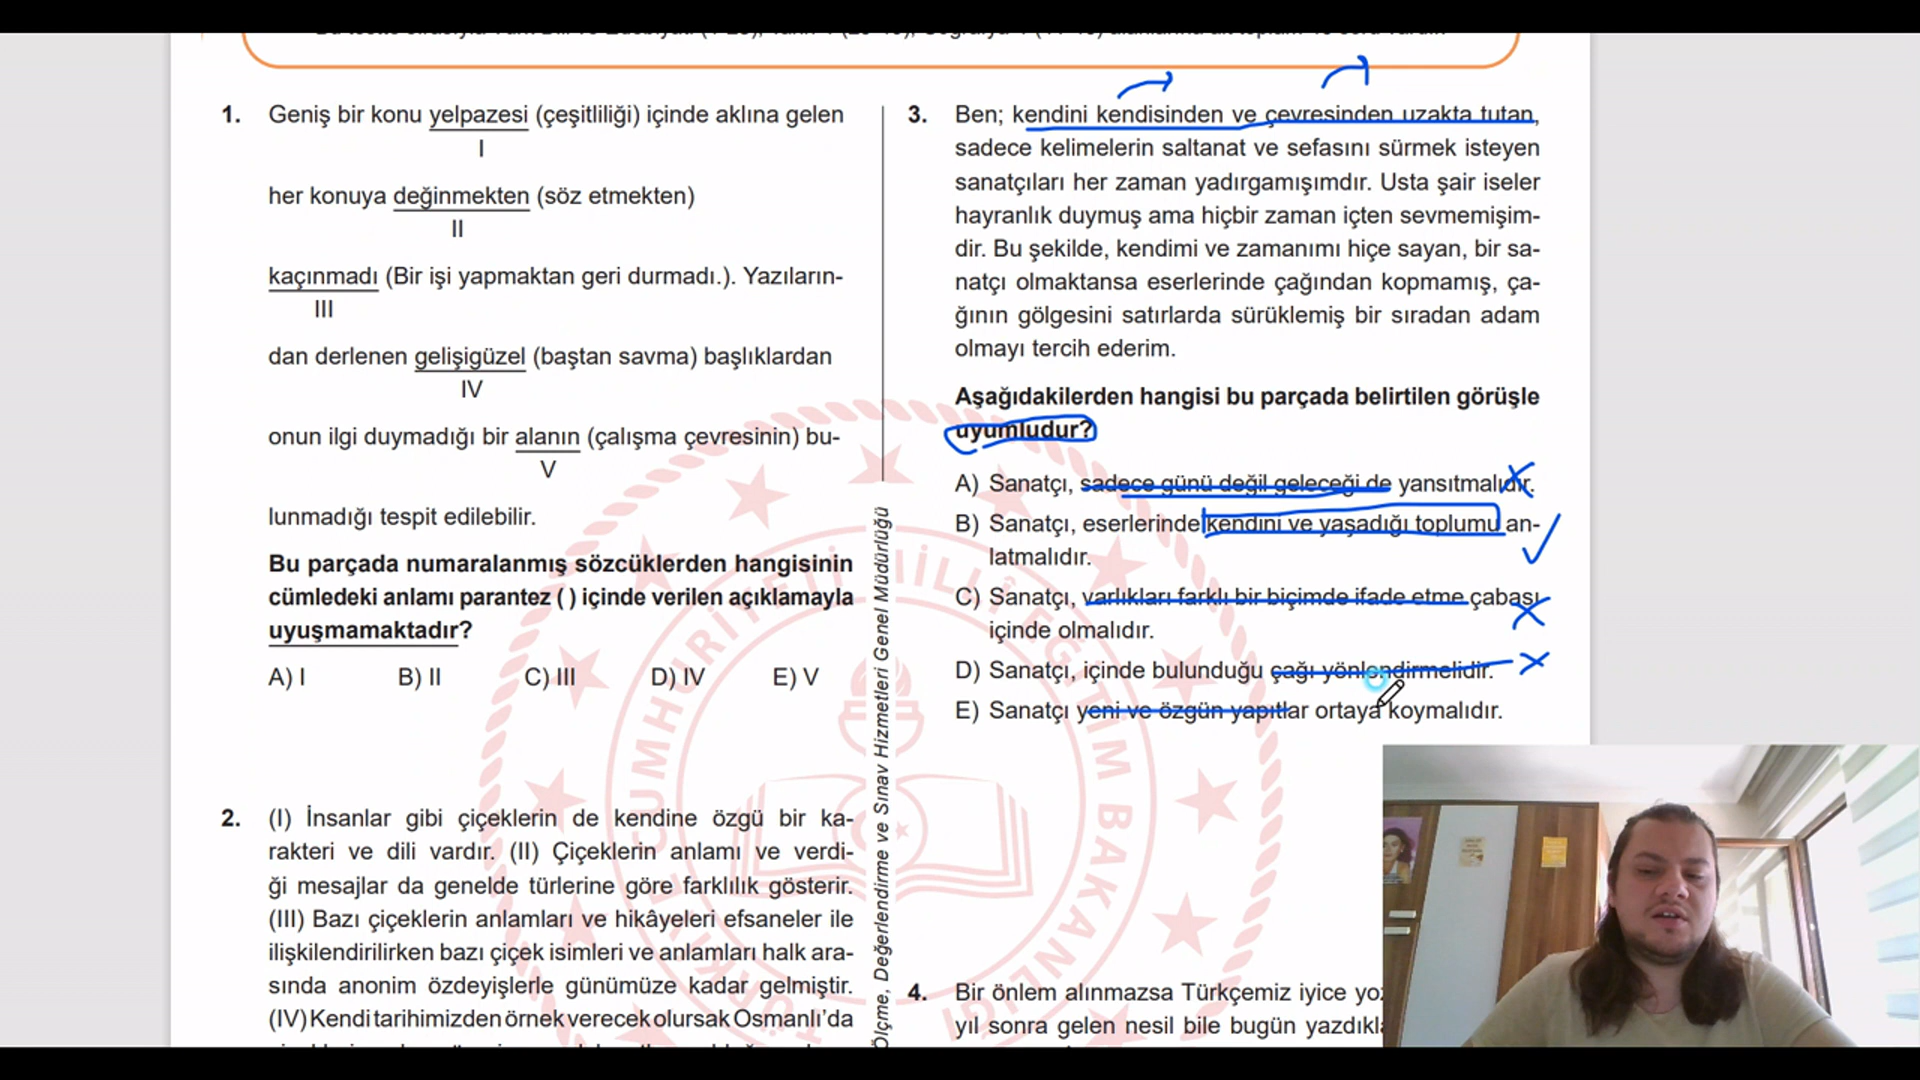 1. Geniş bir konu yelpazesi (çeşitliliği) içinde aklına gelen
I
her konuya değinmekten (söz etmekten)
II
kaçınmadı (Bir işi yapmaktan geri durmadı.). Yazıların-
III
dan derlenen gelişigüzel (baştan savma) başlıklardan
IV
onun ilgi duymadığı bir alanın (çalışma çevresinin) bu-
V
lunmadığı tespit edilebilir.
Bu parçada numaralanmış sözcüklerden hangisinin
cümledeki anlamı parantez ( ) içinde verilen açıklamayla
uyuşmamaktadır?
A) I B) II C) III D) IV E) V
2. (I) İnsanlar gibi çiçeklerin de kendine özgü bir ka-
rakteri ve dili vardır. (II) Çiçeklerin anlamı ve verdi-
ği mesajlar da genelde türlerine göre farklılık gösterir.
(III) Bazı çiçeklerin anlamları ve hikâyeleri efsaneler ile
ilişkilendirilirken bazı çiçek isimleri ve anlamları halk ara-
sında anonim özdeyişlerle günümüze kadar gelmiştir.
(IV) Kendi tarihimizden örnek verecek olursak Osmanlı’da
Ölçme, Değerlendirme ve Sınav Hizmetleri Genel Müdürlüğü
3. Ben; kendini kendisinden ve çevresinden uzakta tutan,
sadece kelimelerin saltanat ve sefasını sürmek isteyen
sanatçıları her zaman yadırgamışımdır. Usta şair iseler
hayranlık duymuş ama hiçbir zaman içten sevmemişim-
dir. Bu şekilde, kendimi ve zamanımı hiçe sayan, bir sa-
natçı olmaktansa eserlerinde çağından kopmamış, ça-
ğının gölgesini satırlarda sürüklemiş bir sıradan adam
olmayı tercih ederim.
Aşağıdakilerden hangisi bu parçada belirtilen görüşle
uyumludur?
A) Sanatçı, sadece günü değil geleceği de yansıtmalıdır.
B) Sanatçı, eserlerinde kendini ve yaşadığı toplumu an-
latmalıdır.
C) Sanatçı, varlıkları farklı bir biçimde ifade etme çabası
içinde olmalıdır.
D) Sanatçı, içinde bulunduğu çağı yönlendirmelidir.
E) Sanatçı yeni ve özgün yapıtlar ortaya koymalıdır.
4. Bir önlem alınmazsa Türkçemiz iyice
yıl sonra gelen nesil bile bugün
CUMHURİYETİ MİLLÎ EĞİTİM BAKANLIĞI